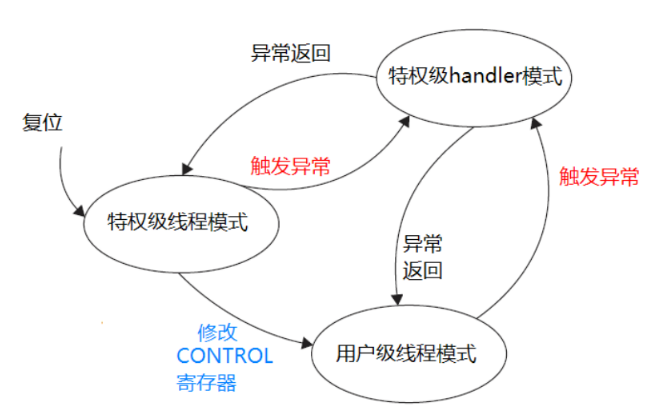 异常返回
特权级handler模式
复位
触发异常
触发异常
特权级线程模式
异常
返回
修改
CONTROL
寄存器
用户级线程模式